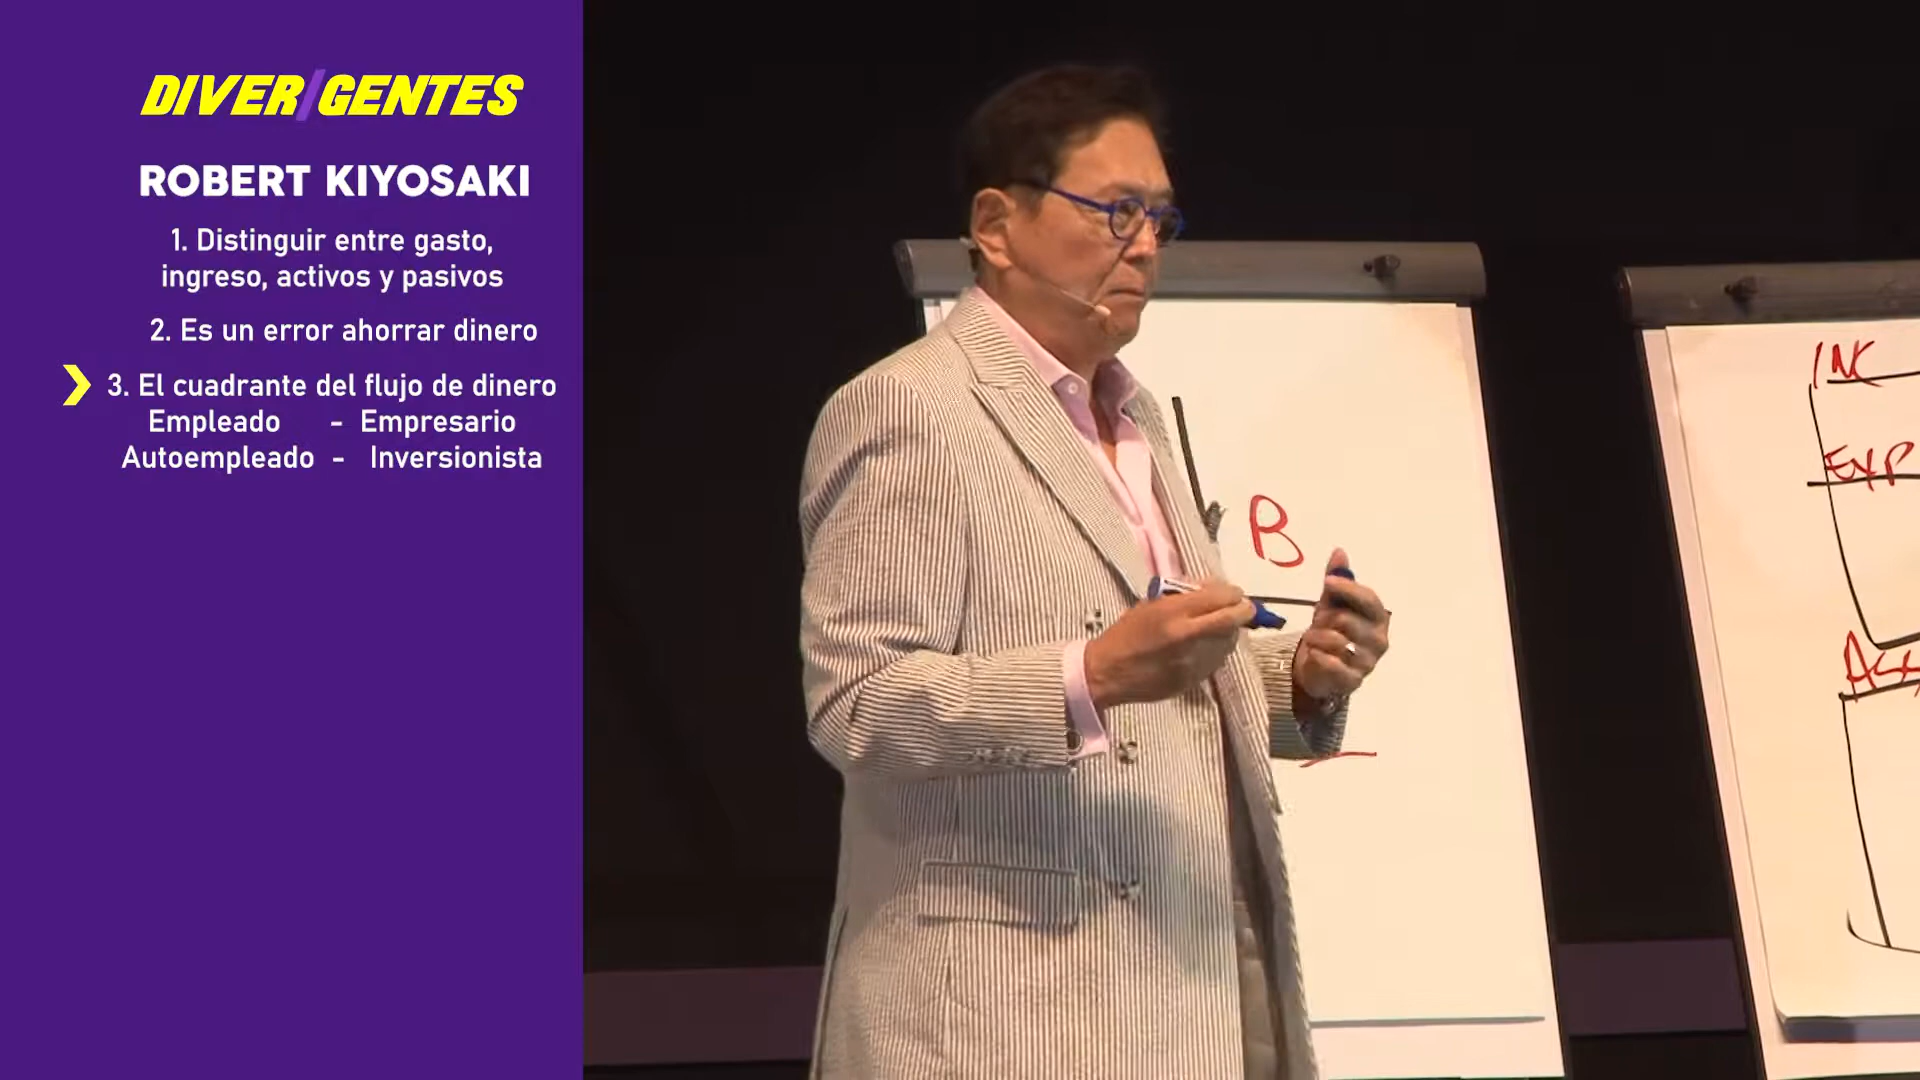 DIVER/GENTES
ROBERT KIYOSAKI
1. Distinguir entre gasto,
ingreso, activos y pasivos
2. Es un error ahorrar dinero
3. El cuadrante del flujo de dinero
Empleado - Empresario
Autoempleado - Inversionista
B
INC
EXP